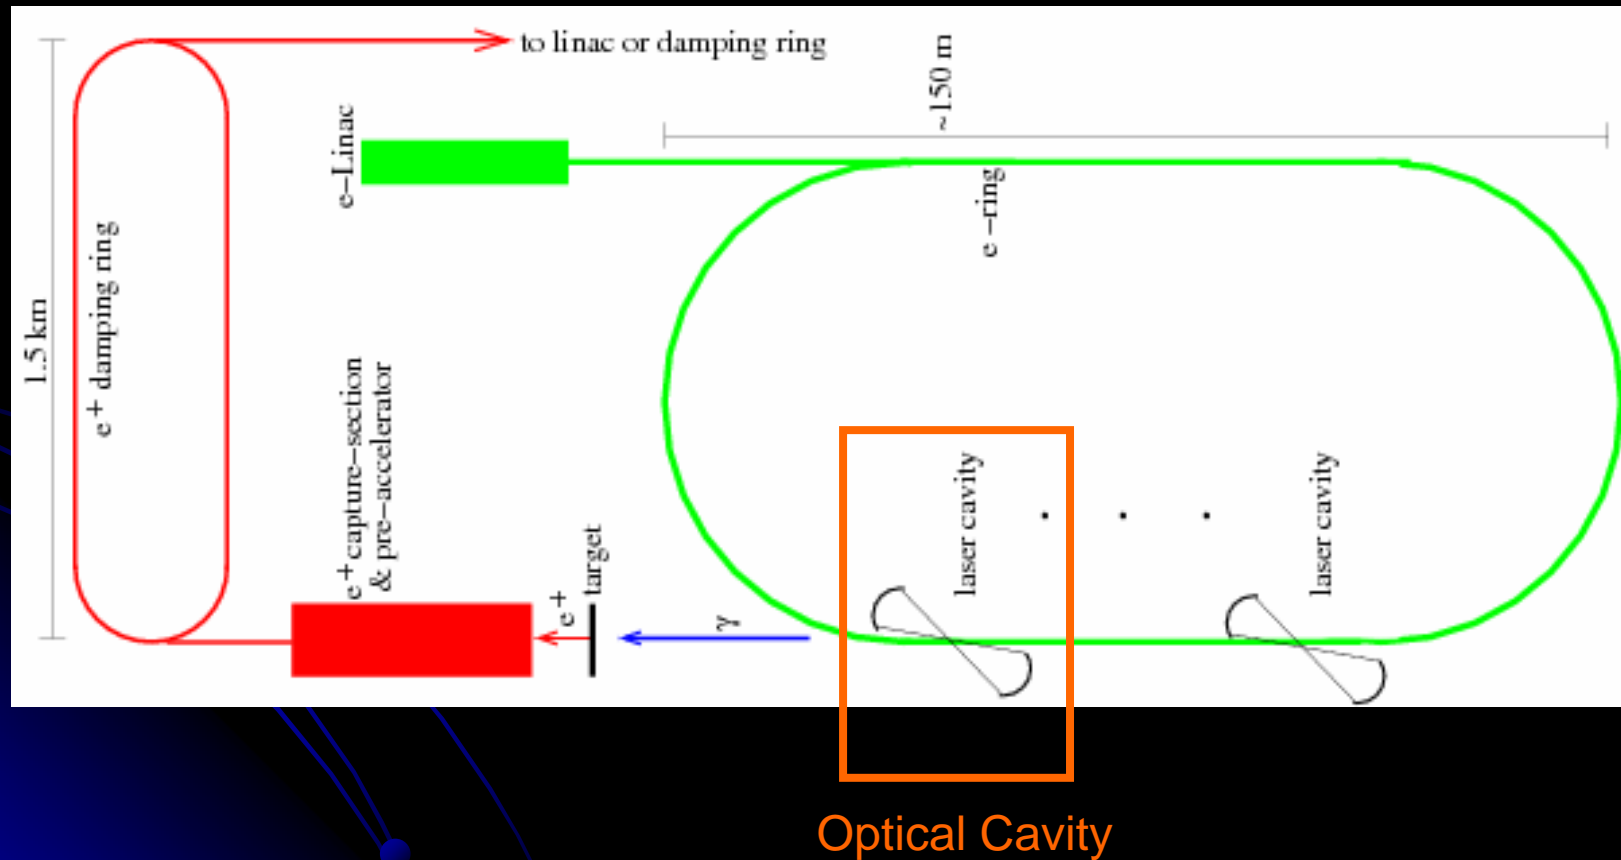 to linac or damping ring
~150 m
e-Linac
e -ring
e+ damping ring
1.5 km
e+ capture-section
& pre-accelerator
e+
target
γ
laser cavity
. . .
laser cavity
Optical Cavity